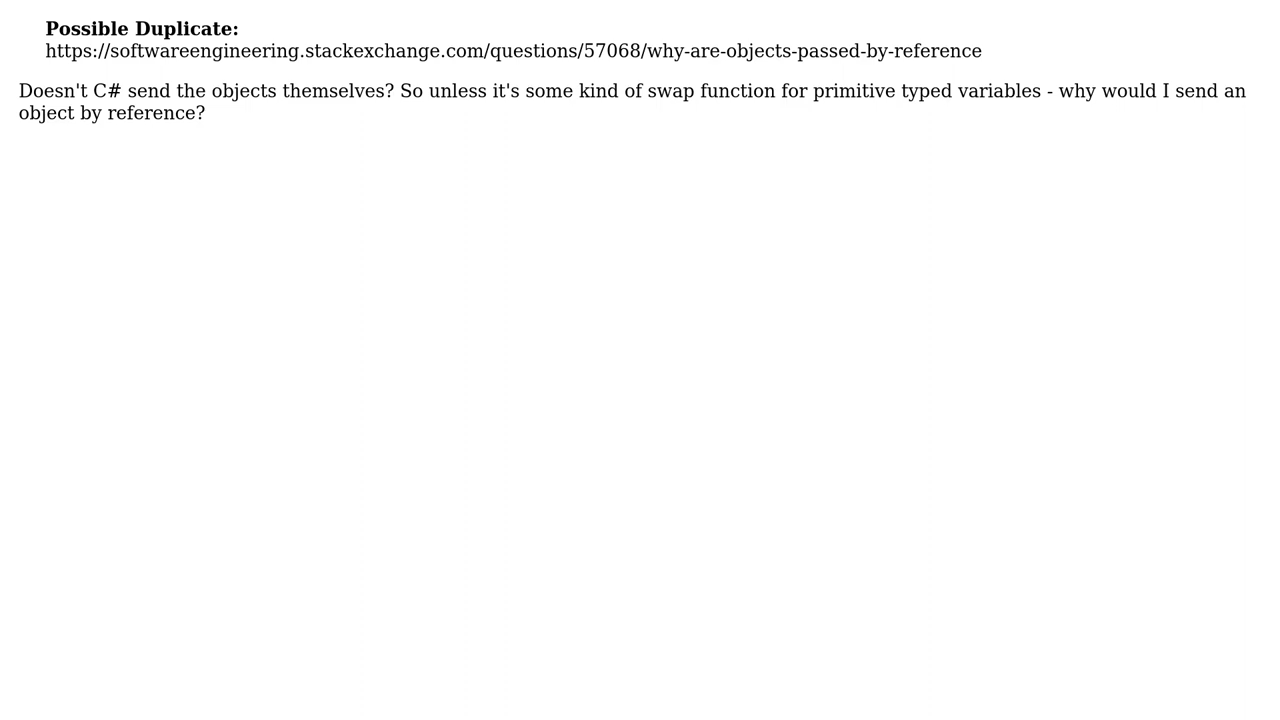 Possible Duplicate:
https://softwareengineering.stackexchange.com/questions/57068/why-are-objects-passed-by-reference
Doesn't C# send the objects themselves? So unless it's some kind of swap function for primitive typed variables - why would I send an
object by reference?